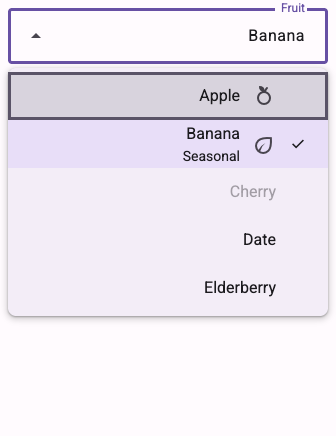 Fruit
Banana
Apple
Banana
Seasonal
Cherry
Date
Elderberry